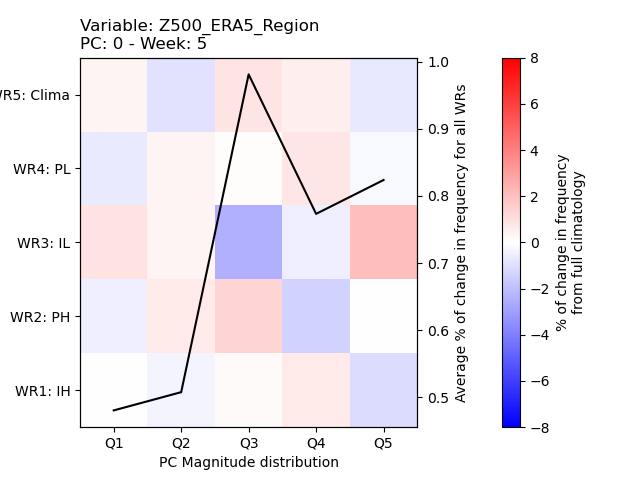 Variable: Z500_ERA5_Region
PC: 0 - Week: 5
WR5: Clima
WR4: PL
WR3: IL
WR2: PH
WR1: IH
Q1 Q2 Q3 Q4 Q5
PC Magnitude distribution
1.0
0.9
0.8
0.7
0.6
0.5
Average % of change in frequency for all WRs
8
6
4
2
0
−2
−4
−6
−8
% of change in frequency
from full climatology